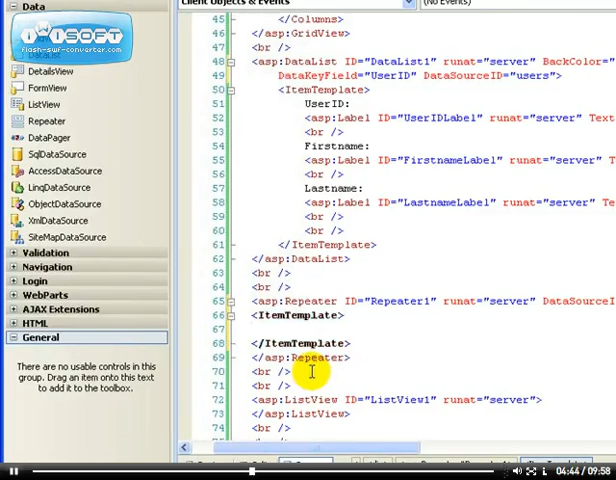 Data
iWiSOFT
flash-swf-converter.com
DetailsView
FormView
ListView
Repeater
DataPager
SqlDataSource
AccessDataSource
LinqDataSource
ObjectDataSource
XmlDataSource
SiteMapDataSource
Validation
Navigation
Login
WebParts
AJAX Extensions
HTML
General
There are no usable controls in this
group. Drag an item onto this text
to add it to the toolbox.
Client Objects & Events
(No Events)
45 </Columns>
46 </asp:GridView>
47 <br />
48 <asp:DataList ID="DataList1" runat="server" BackColor="
49 DataKeyField="UserID" DataSourceID="users">
50 <ItemTemplate>
51 UserID:
52 <asp:Label ID="UserIDLabel" runat="server" Text
53 <br />
54 Firstname:
55 <asp:Label ID="FirstnameLabel" runat="server" T
56 <br />
57 Lastname:
58 <asp:Label ID="LastnameLabel" runat="server" Te
59 <br />
60 <br />
61 </ItemTemplate>
62 </asp:DataList>
63 <br />
64 <br />
65 <asp:Repeater ID="Repeater1" runat="server" DataSourceI
66 <ItemTemplate>
67
68 </ItemTemplate>
69 </asp:Repeater>
70 <br />
71 <br />
72 <asp:ListView ID="ListView1" runat="server">
73 </asp:ListView>
74 <br />
04:44 / 09:58